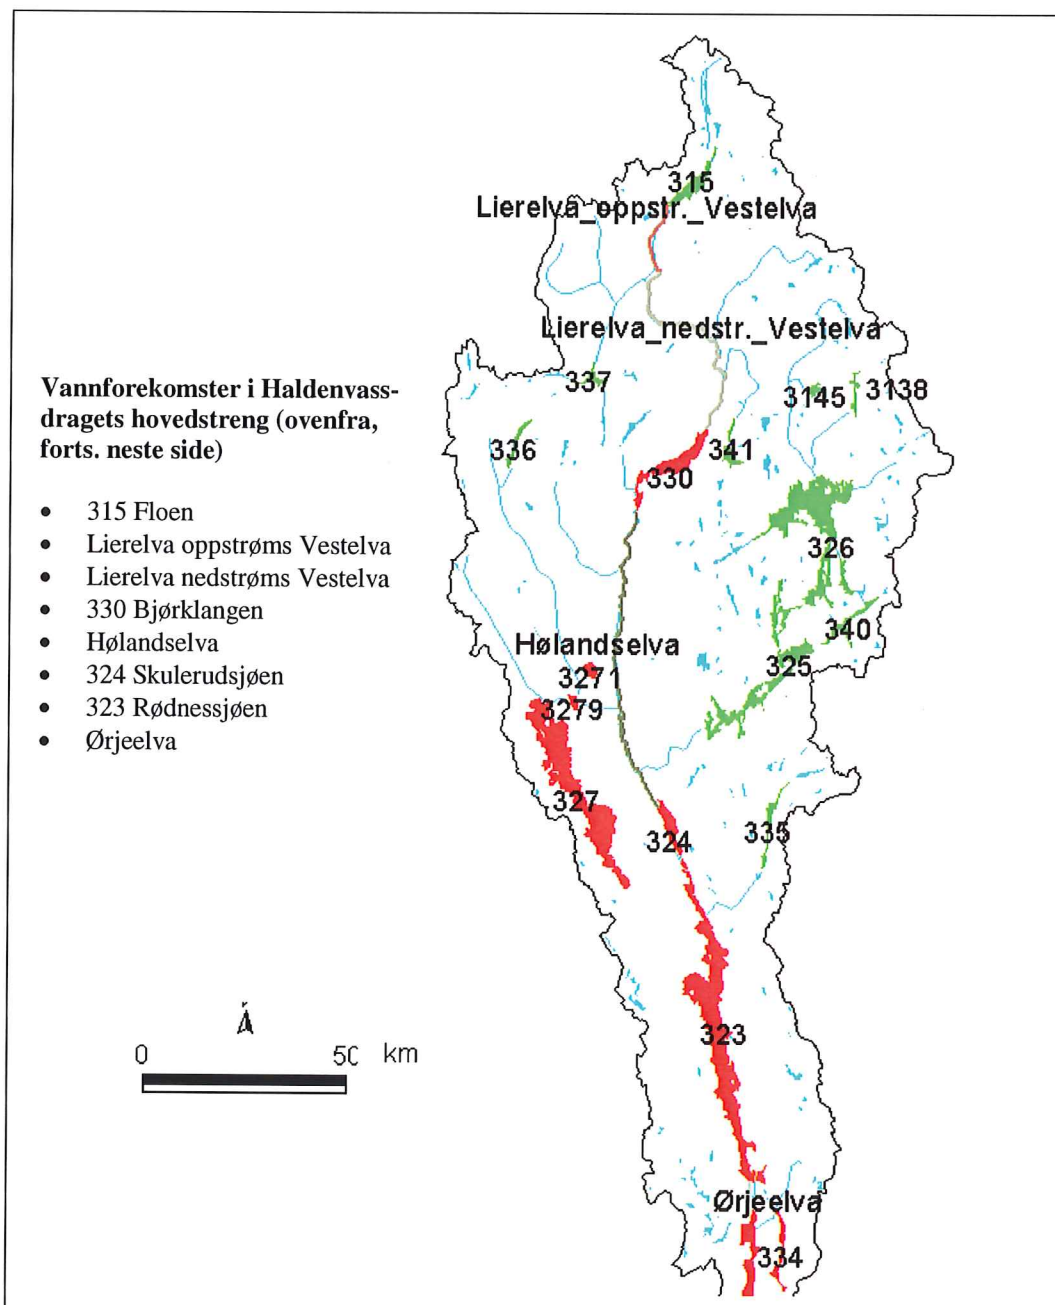 315
Lierelva_oppstr._Vestelva
Lierelva_nedstr._Vestelva
Vannforekomster i Haldenvass-
dragets hovedstreng (ovenfra,
forts. neste side)
• 315 Floen
• Lierelva oppstrøms Vestelva
• Lierelva nedstrøms Vestelva
• 330 Bjørklangen
• Hølandselva
• 324 Skulerudsjøen
• 323 Rødnessjøen
• Ørjeelva
337
3145
3138
336
341
330
326
340
Hølandselva
325
3271
3279
327
324
335
323
0 50 km
Ørjeelva
334